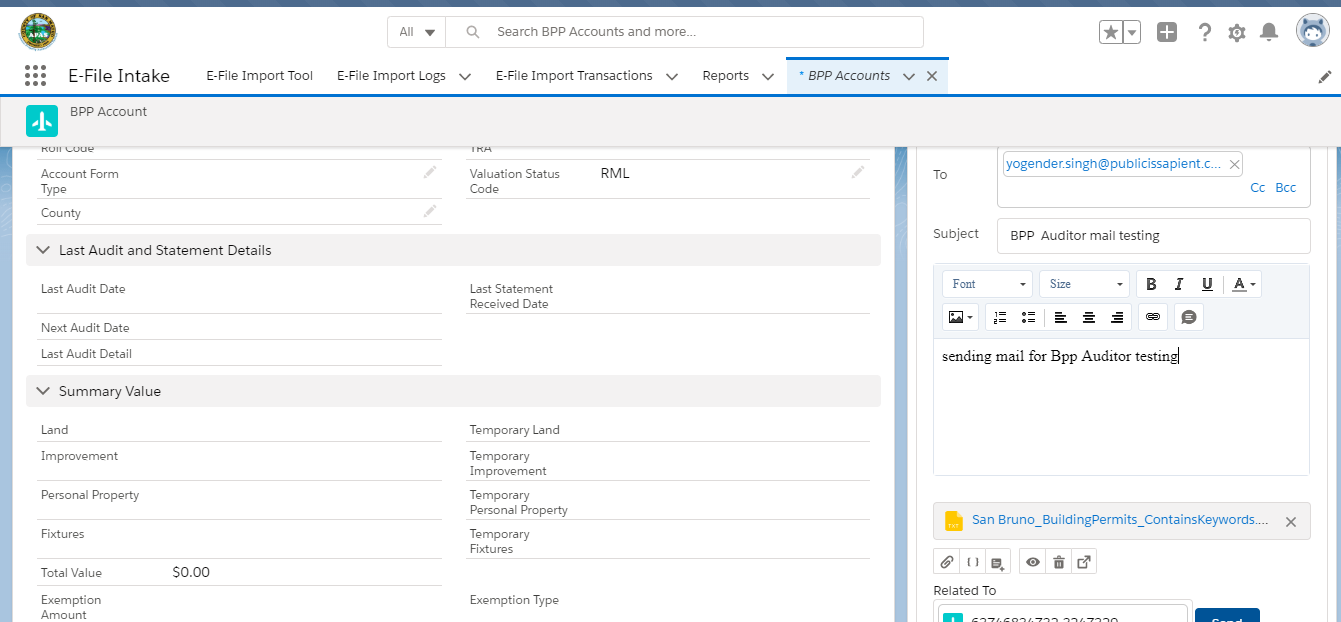 All
Search BPP Accounts and more...
E-File Intake
E-File Import Tool
E-File Import Logs
E-File Import Transactions
Reports
* BPP Accounts
BPP Account
Roll Code
TRA
Account Form Type
Valuation Status Code
RML
County
Last Audit and Statement Details
Last Audit Date
Last Statement Received Date
Next Audit Date
Last Audit Detail
Summary Value
Land
Temporary Land
Improvement
Temporary Improvement
Personal Property
Temporary Personal Property
Fixtures
Temporary Fixtures
Total Value
$0.00
Exemption Amount
Exemption Type
To
yogender.singh@publicissapient.c...
Cc
Bcc
Subject
BPP  Auditor mail testing
Font
Size
B
I
U
A
sending mail for Bpp Auditor testing
San Bruno_BuildingPermits_ContainsKeywords....
Related To
Send